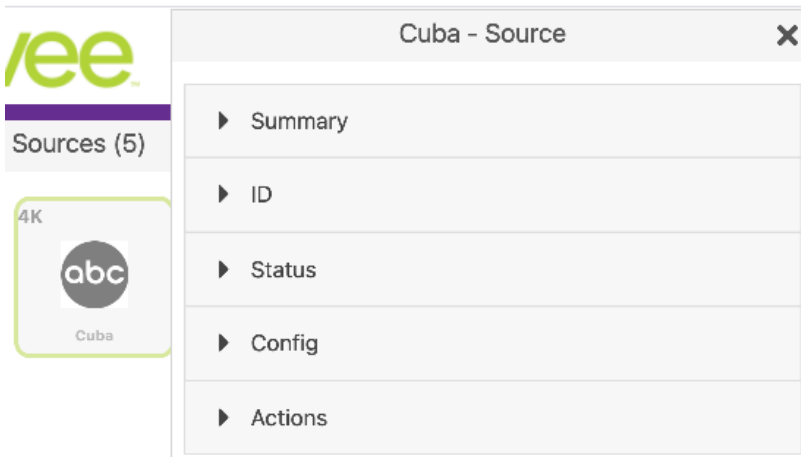 vee
Sources (5)
4K
abc
Cuba
Cuba - Source
Summary
ID
Status
Config
Actions